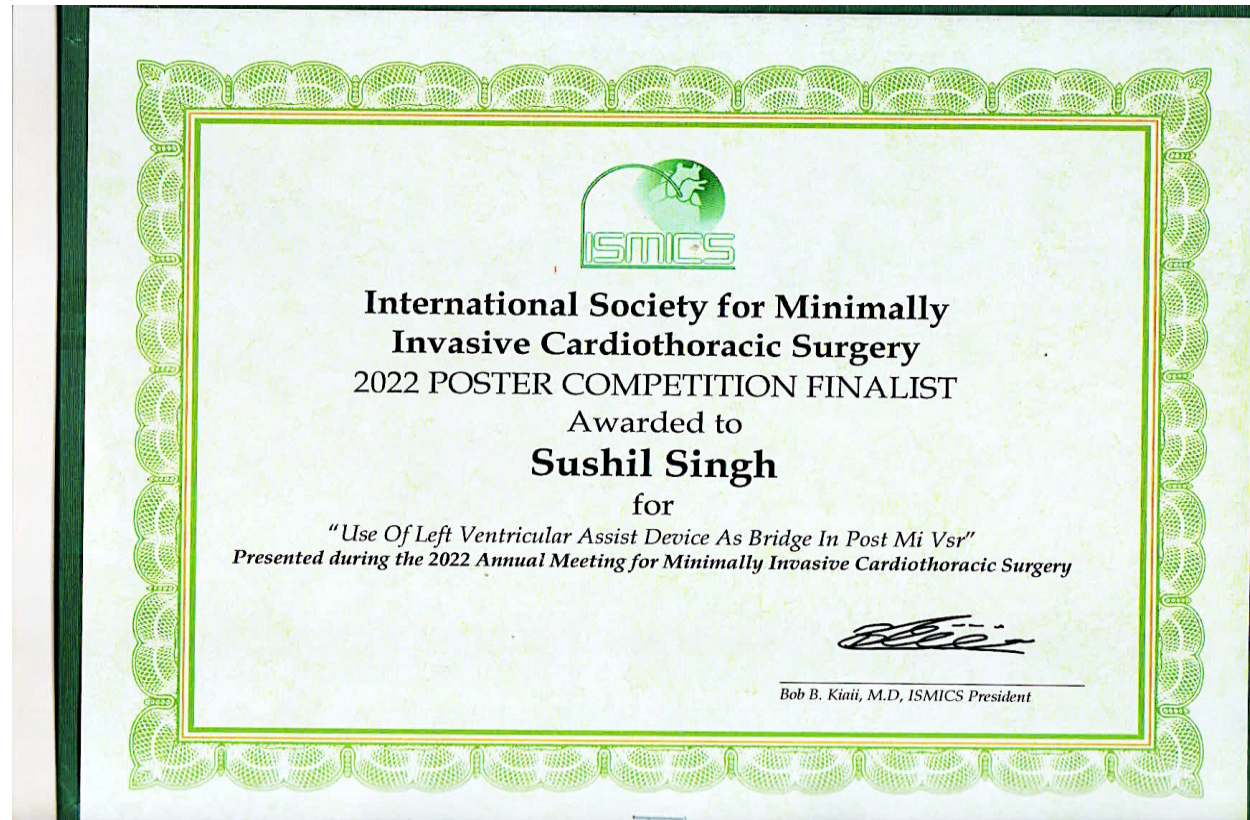 ISMICS
International Society for Minimally
Invasive Cardiothoracic Surgery
2022 POSTER COMPETITION FINALIST
Awarded to
Sushil Singh
for
"Use Of Left Ventricular Assist Device As Bridge In Post Mi Vsr"
Presented during the 2022 Annual Meeting for Minimally Invasive Cardiothoracic Surgery
Bob B. Kiaii, M.D, ISMICS President